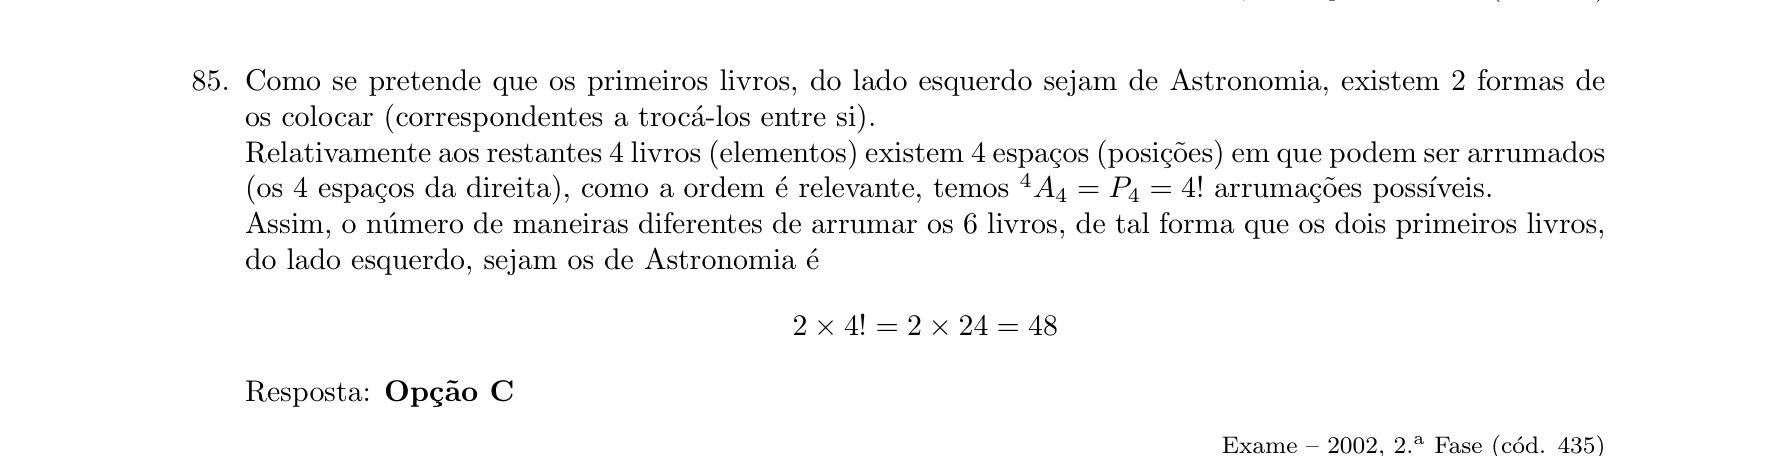 85. Como se pretende que os primeiros livros, do lado esquerdo sejam de Astronomia, existem 2 formas de
os colocar (correspondentes a trocá-los entre si).
Relativamente aos restantes 4 livros (elementos) existem 4 espaços (posições) em que podem ser arrumados
(os 4 espaços da direita), como a ordem é relevante, temos ⁴A₄ = P₄ = 4! arrumações possíveis.
Assim, o número de maneiras diferentes de arrumar os 6 livros, de tal forma que os dois primeiros livros,
do lado esquerdo, sejam os de Astronomia é
2 × 4! = 2 × 24 = 48
Resposta: Opção C
Exame – 2002, 2.ª Fase (cód. 435)